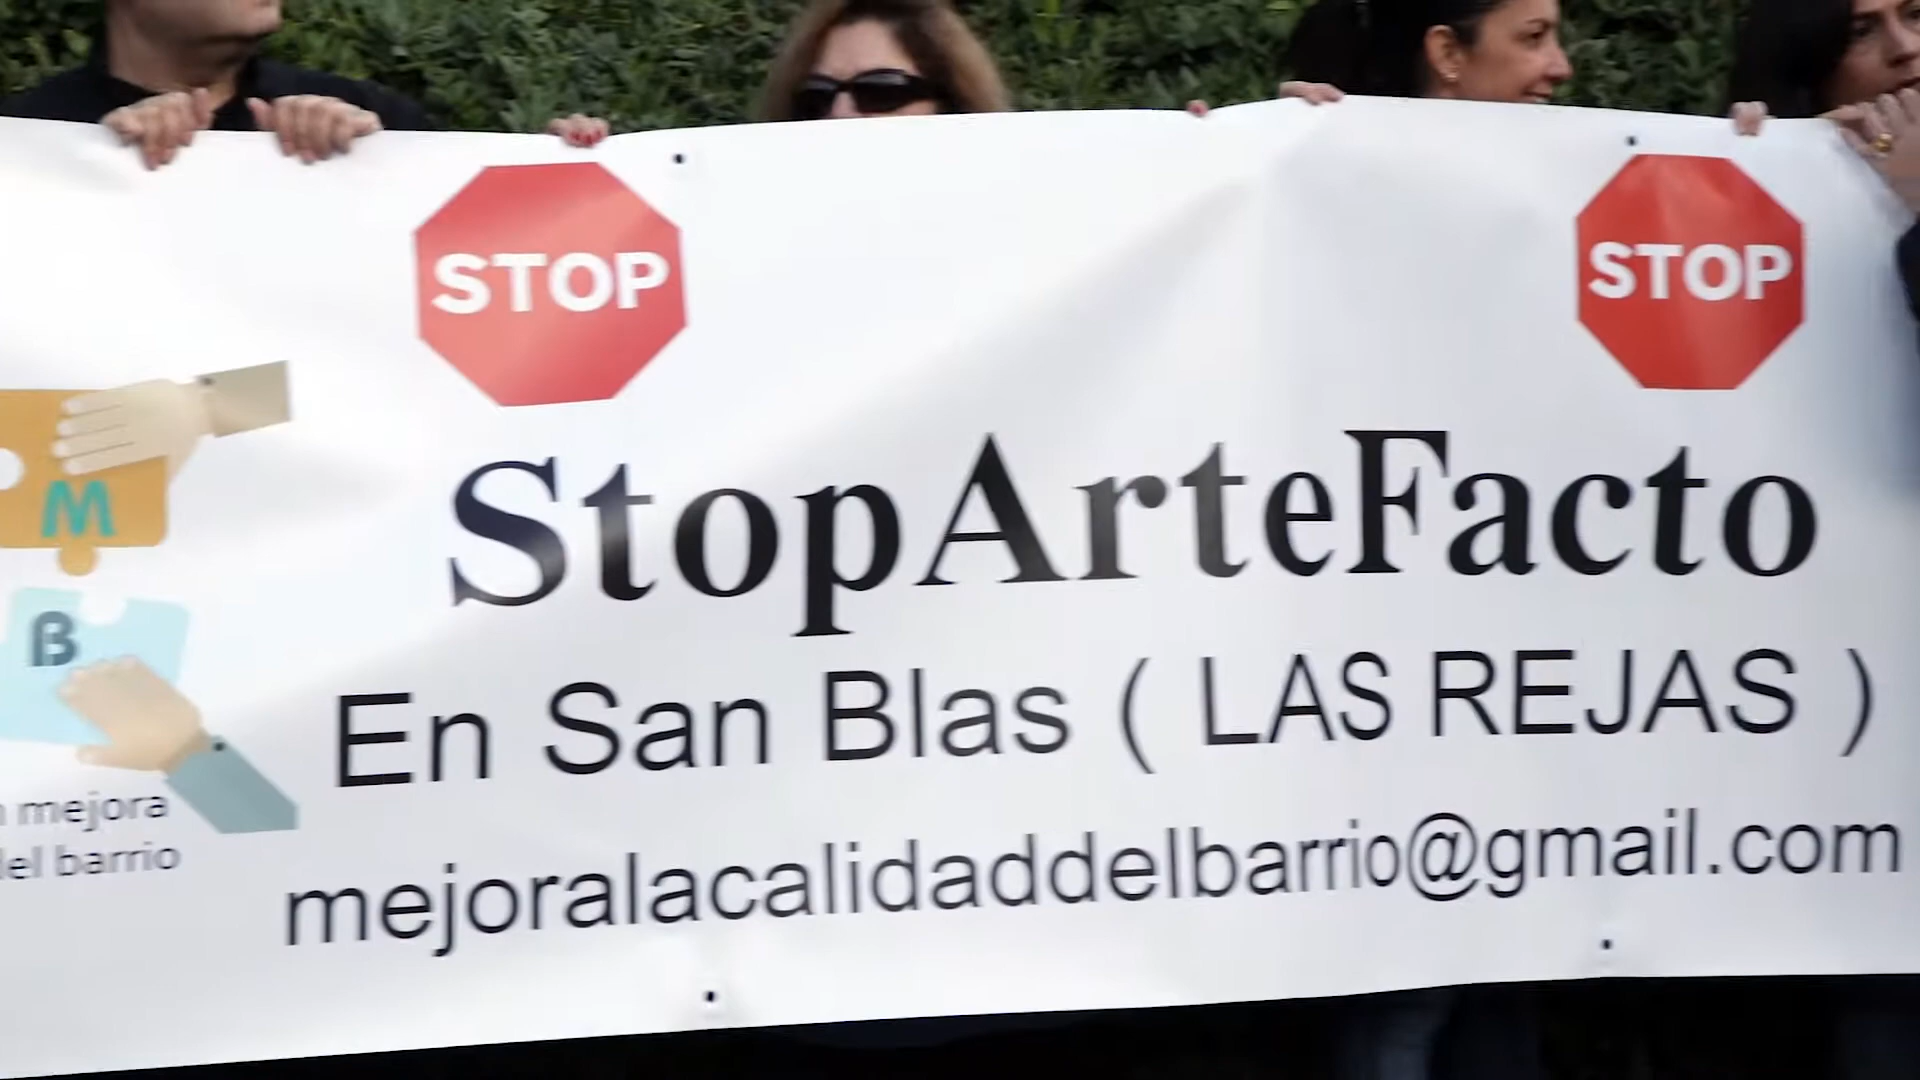 STOP
STOP
M
B
StopArteFacto
En San Blas ( LAS REJAS )
mejora
del barrio
mejoralacalidaddelbarrio@gmail.com